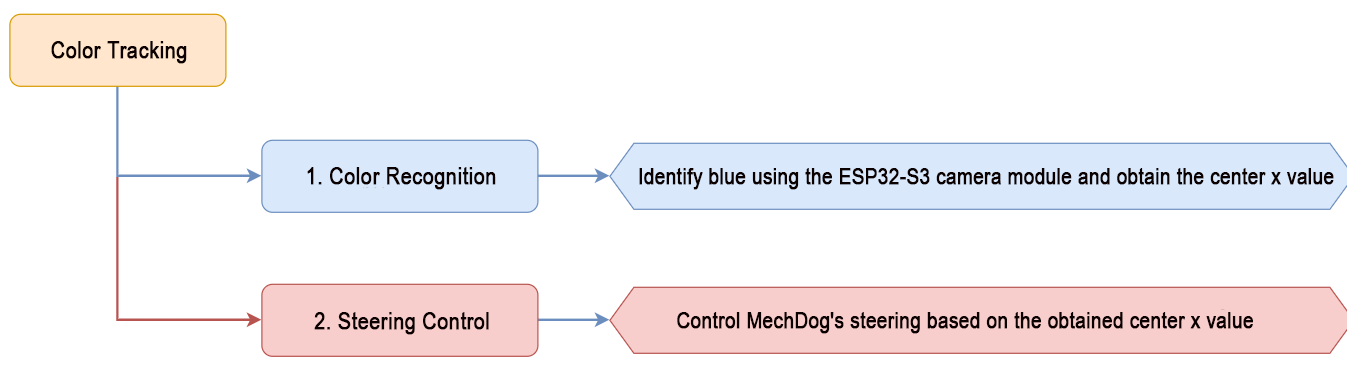 Color Tracking
1. Color Recognition
Identify blue using the ESP32-S3 camera module and obtain the center x value
2. Steering Control
Control MechDog's steering based on the obtained center x value